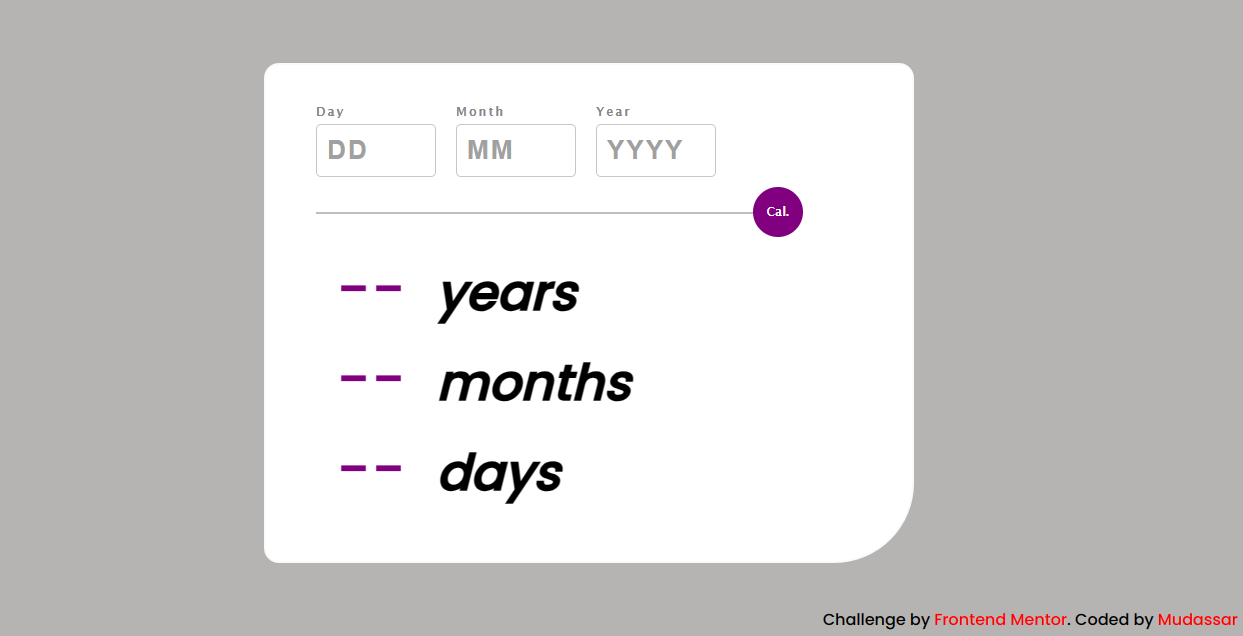 Day Month Year
DD MM YYYY
Cal.
-- years
-- months
-- days
Challenge by Frontend Mentor. Coded by Mudassar